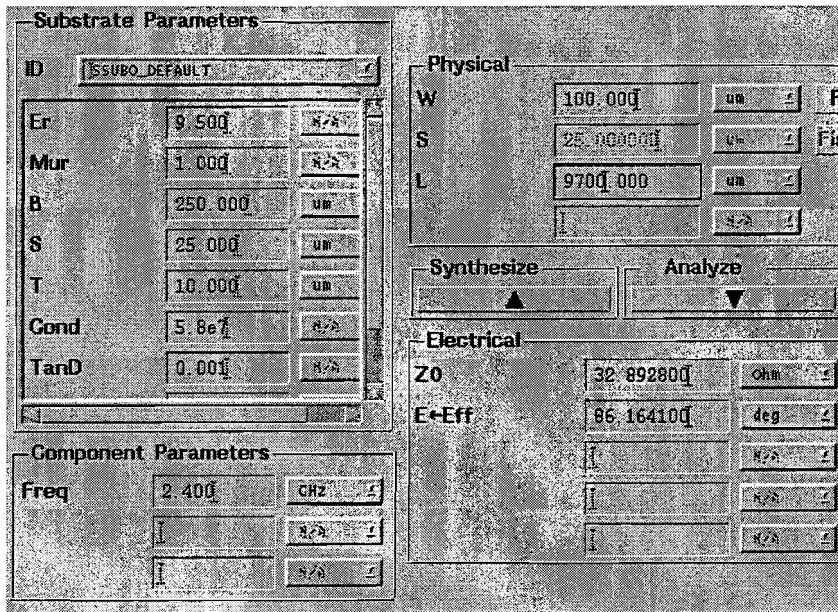 Substrate Parameters
ID SSUBO_DEFAULT
Er 9.500 N/A
Mur 1.000 N/A
B 250.000 um
S 25.000 um
T 10.000 um
Cond 5.8e7 N/A
TanD 0.001 N/A
Component Parameters
Freq 2.400 GHz
N/A
N/A
Physical
W 100.000 um
S 25.000000 um
L 9700.000 um
N/A
Synthesize Analyze
Electrical
Z0 32.892800 Ohm
E_Eff 86.164100 deg
N/A
N/A
N/A